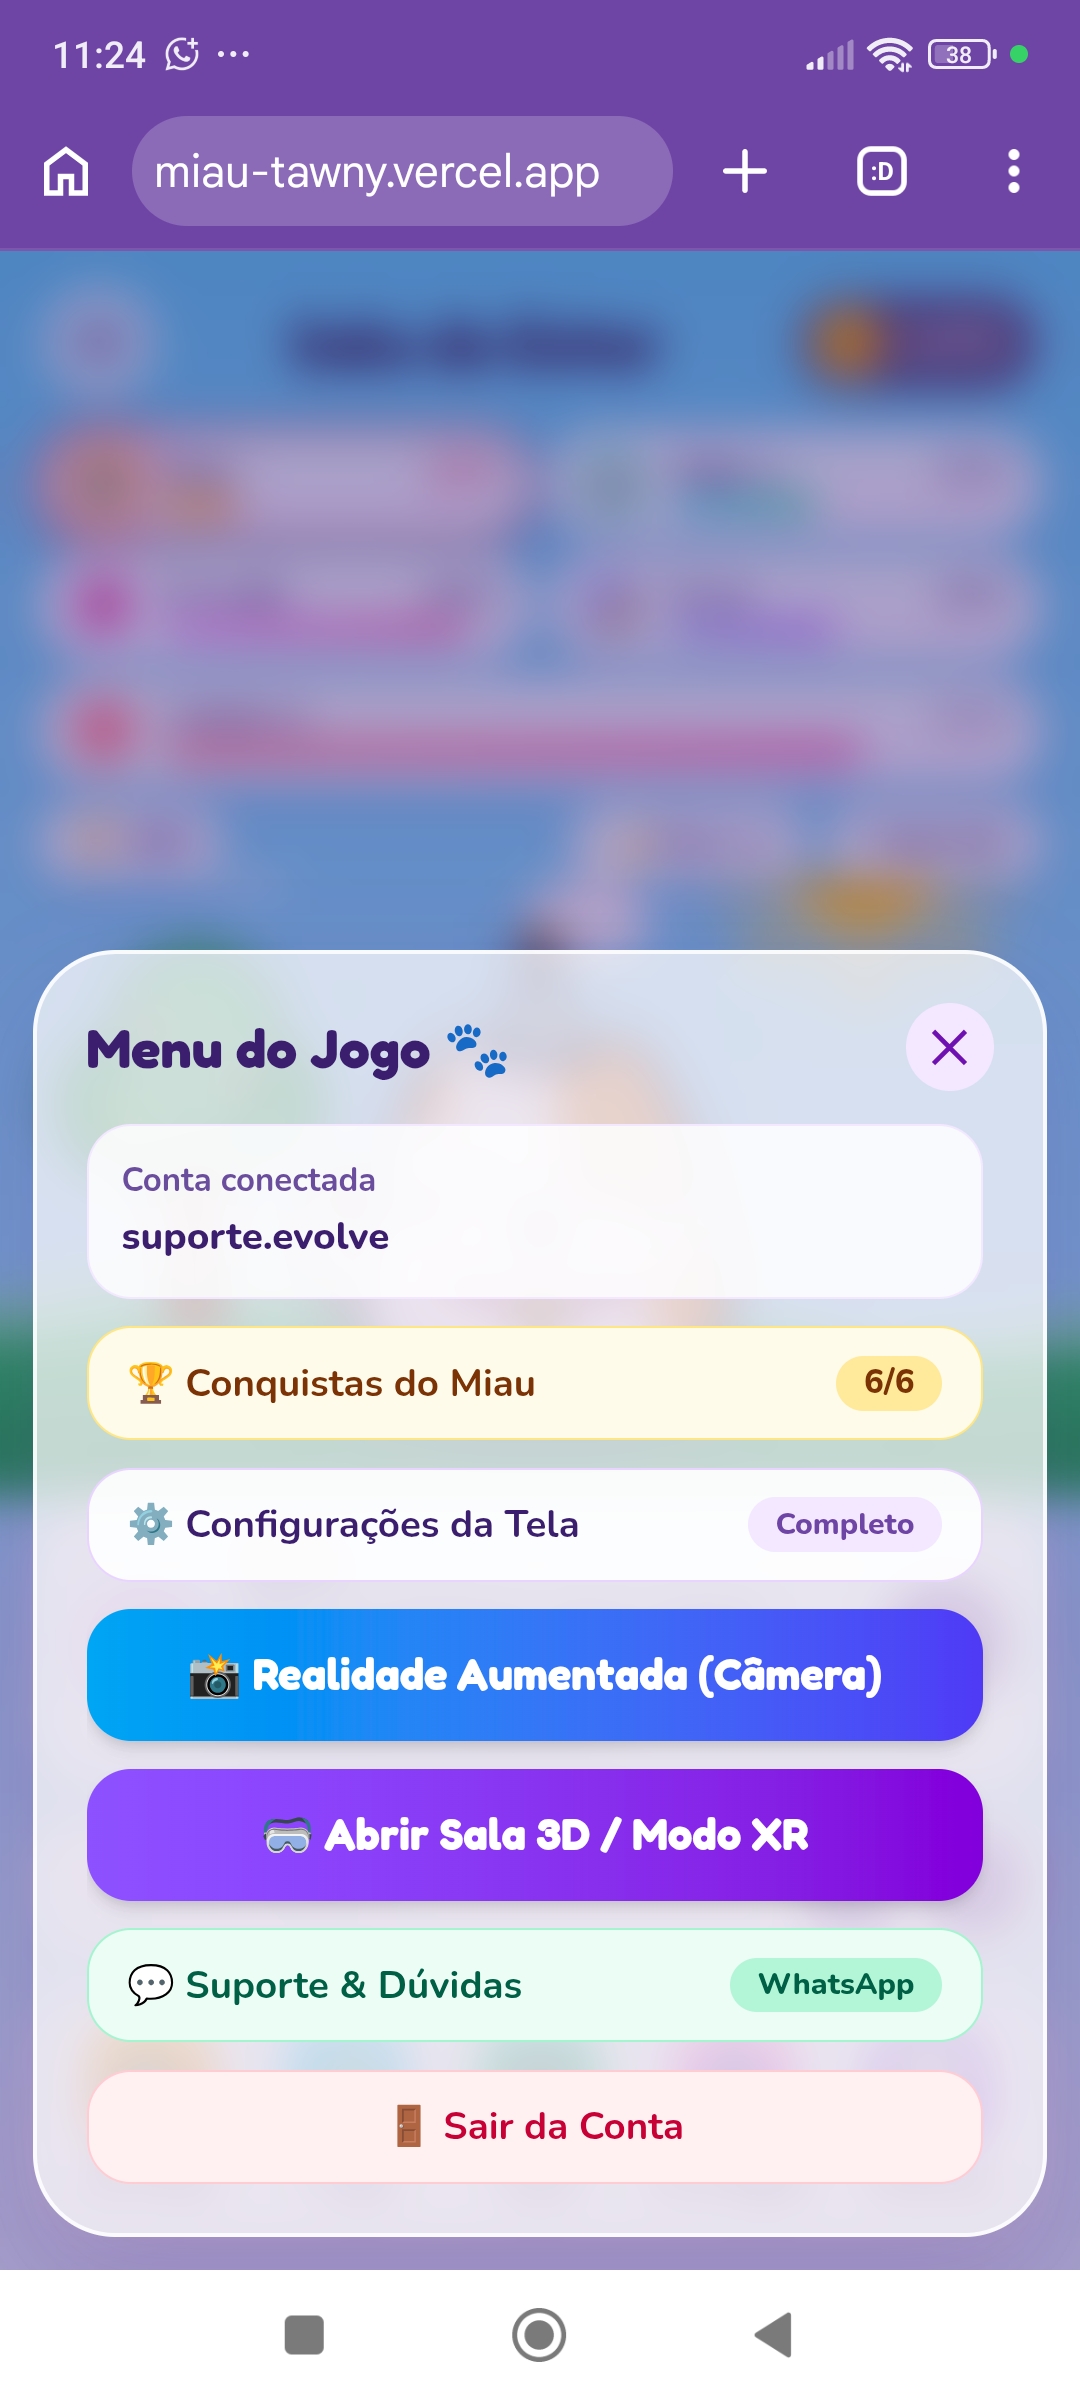 11:24
38
miau-tawny.vercel.app
:D
Menu do Jogo 🐾
Conta conectada
suporte.evolve
🏆 Conquistas do Miau 6/6
⚙️ Configurações da Tela Completo
📸 Realidade Aumentada (Câmera)
🥽 Abrir Sala 3D / Modo XR
💬 Suporte & Dúvidas WhatsApp
🚪 Sair da Conta